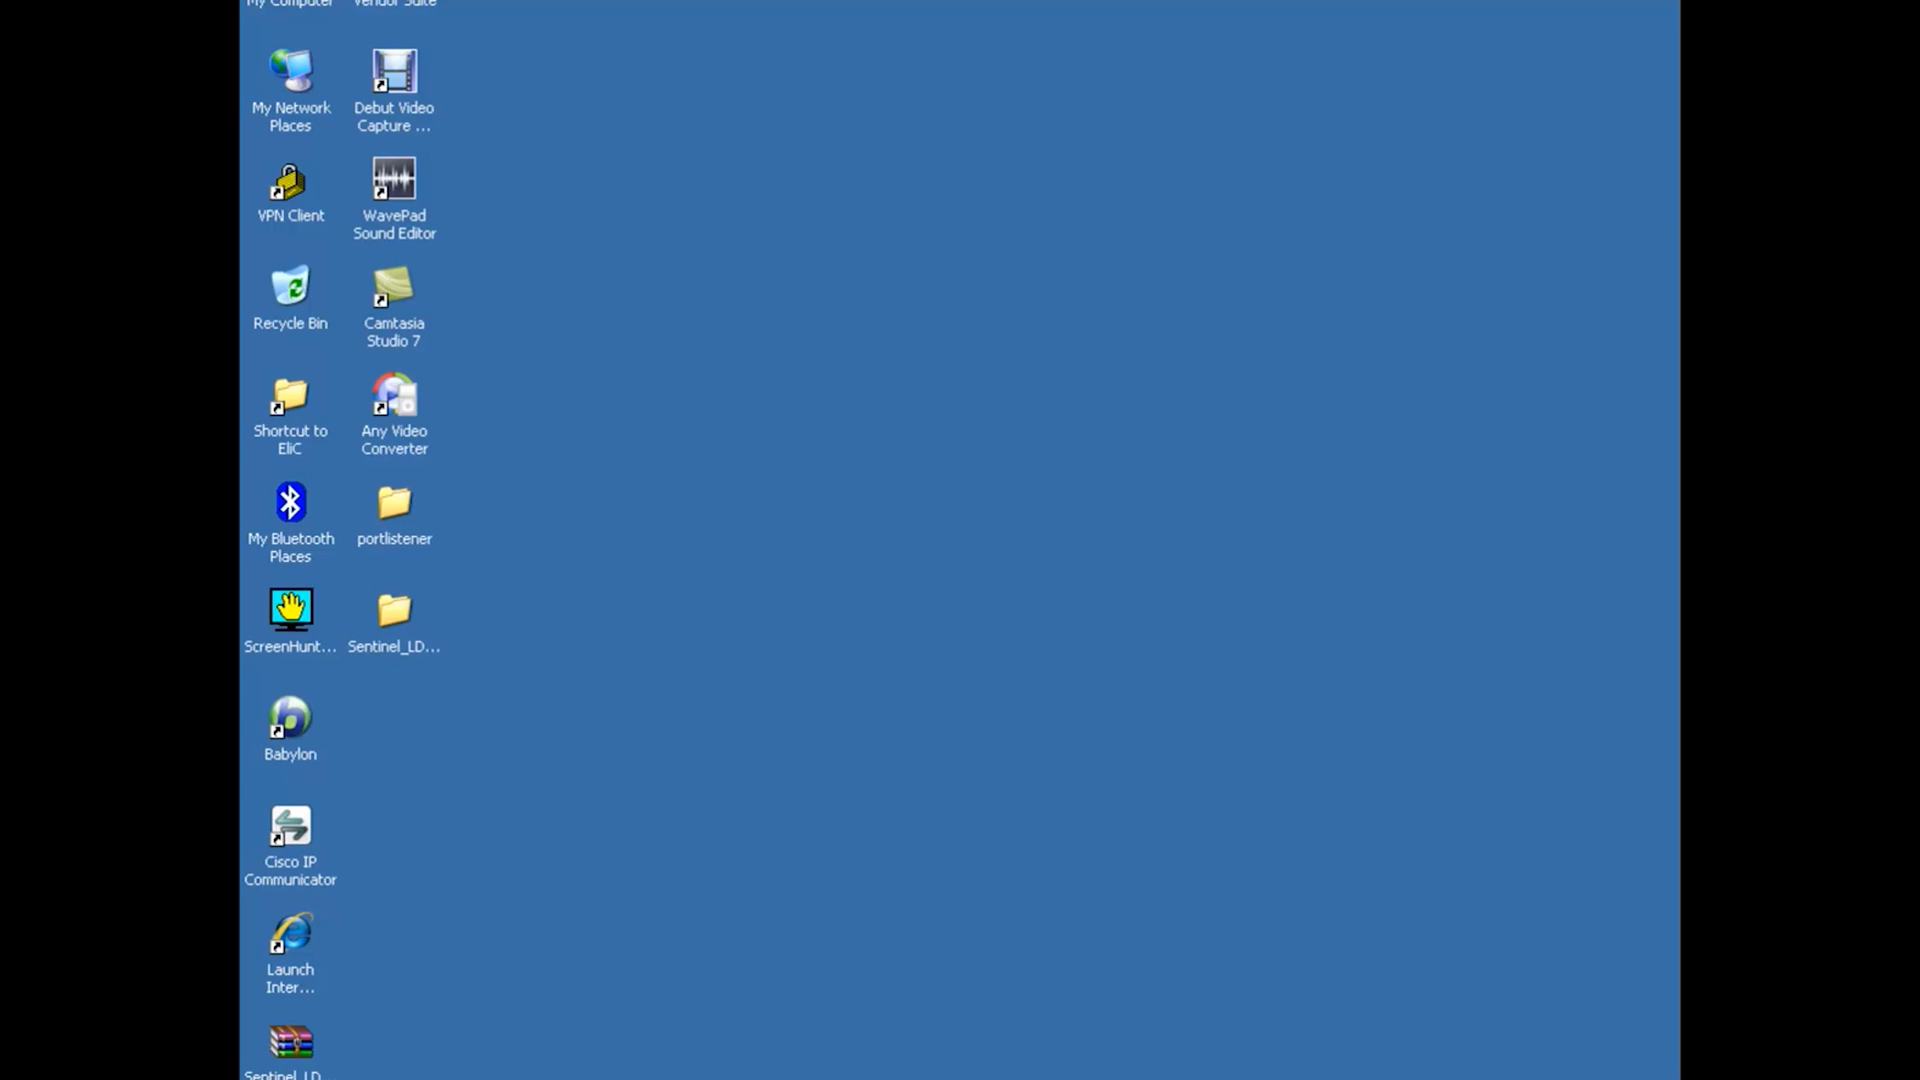 My Computer
Vendor Suite
My Network
Places
Debut Video
Capture ...
VPN Client
WavePad
Sound Editor
Recycle Bin
Camtasia
Studio 7
Shortcut to
EliC
Any Video
Converter
My Bluetooth
Places
portlistener
ScreenHunt...
Sentinel_LD...
Babylon
Cisco IP
Communicator
Launch
Inter...
Sentinel_LD...